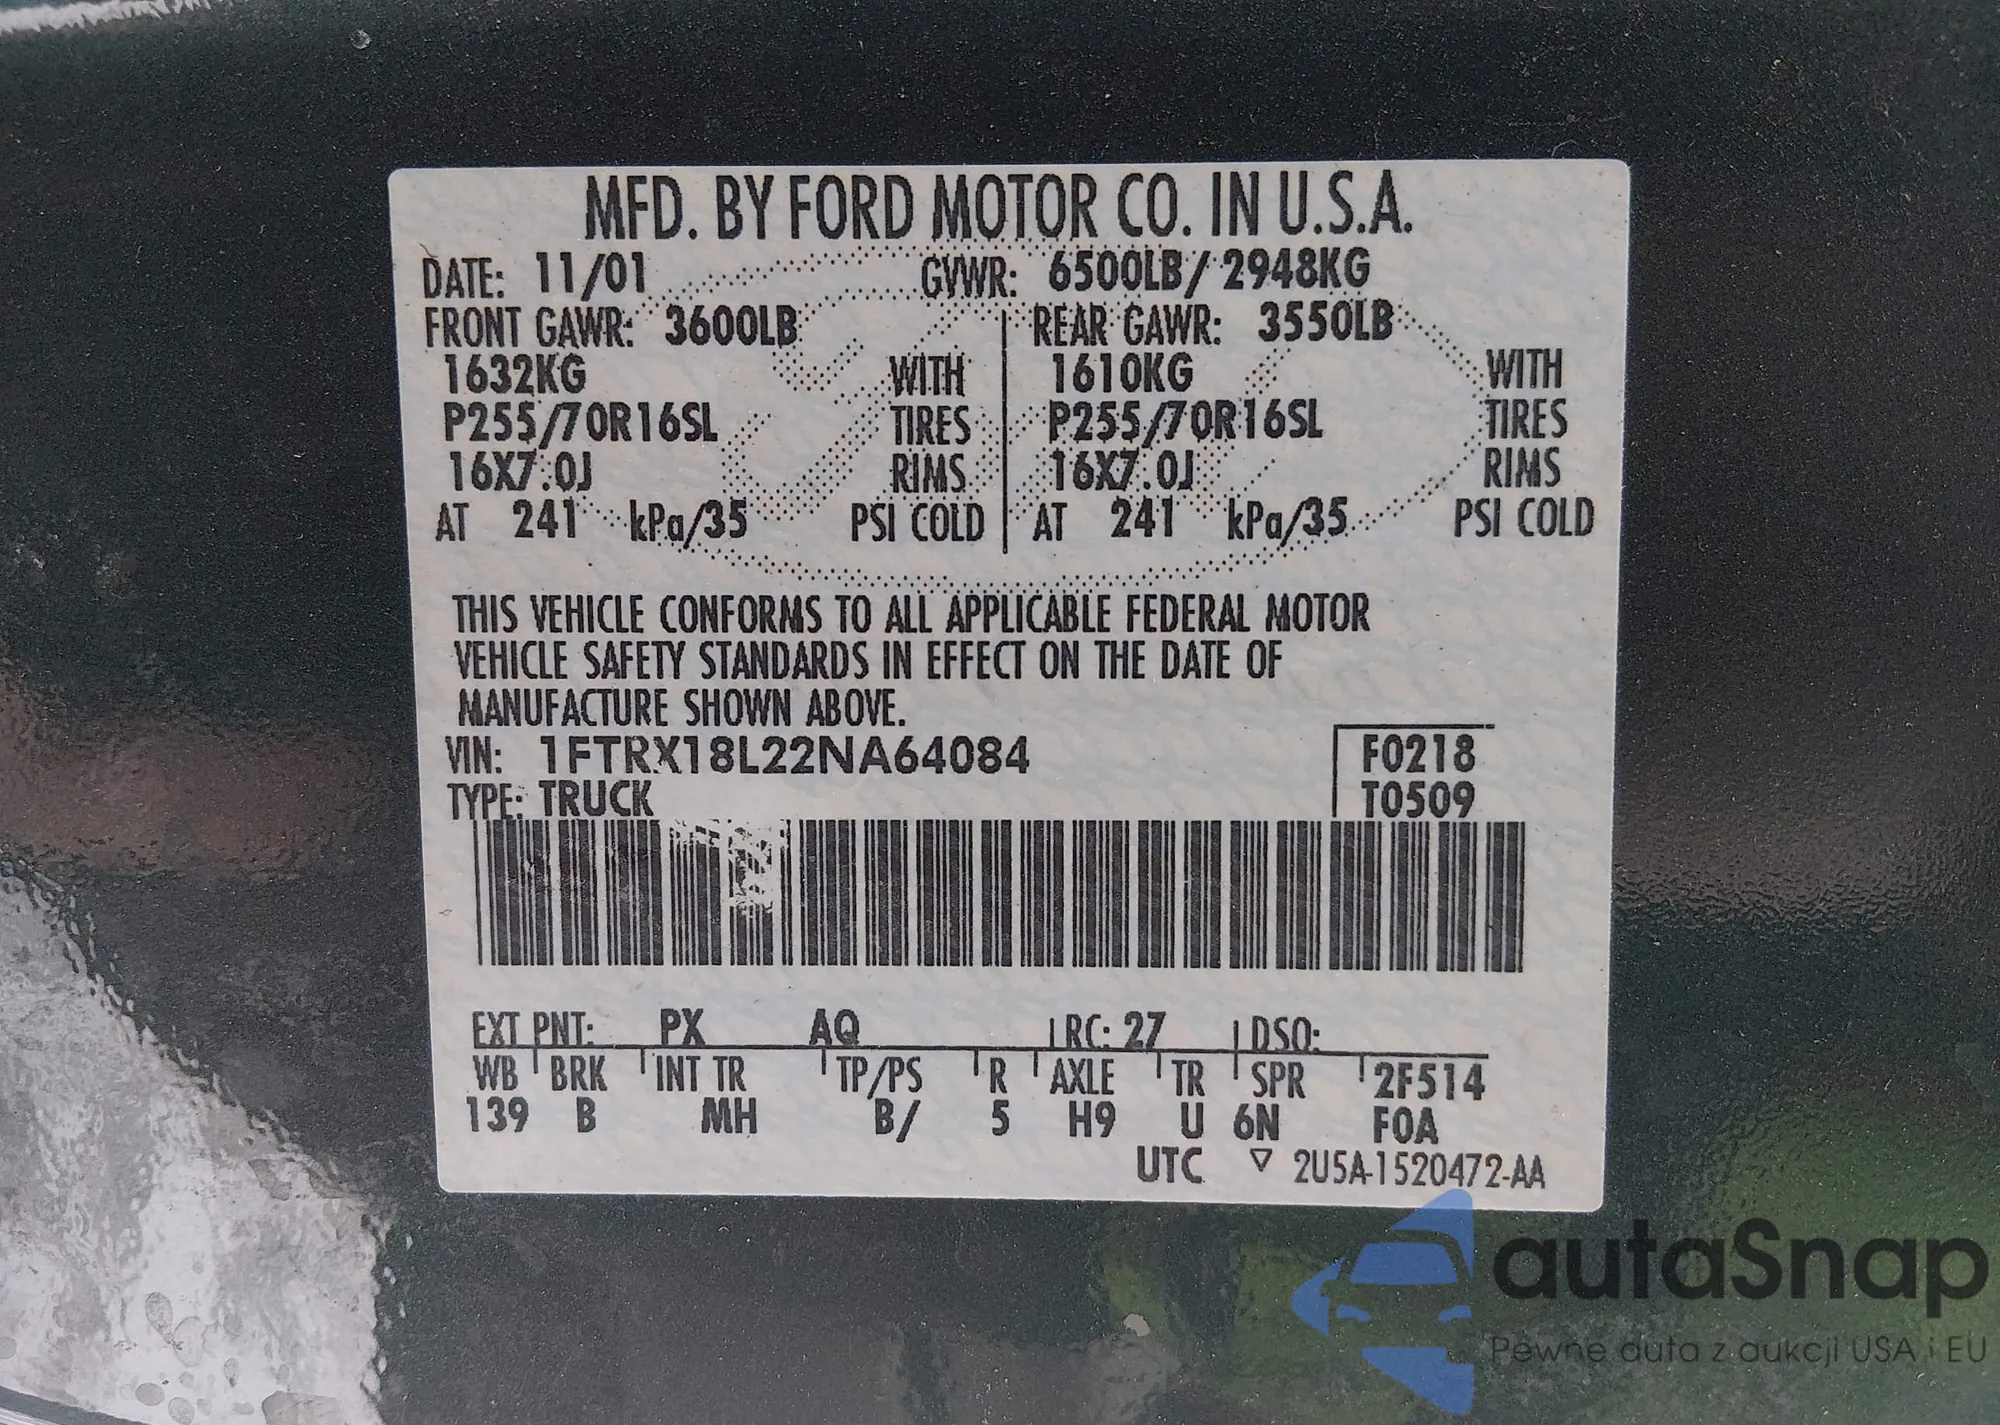 MFD. BY FORD MOTOR CO. IN U.S.A.
DATE: 11/01 GVWR: 6500LB/ 2948KG
FRONT GAWR: 3600LB REAR GAWR: 3550LB
1632KG WITH 1610KG WITH
P255/70R16SL TIRES P255/70R16SL TIRES
16X7.0J RIMS 16X7.0J RIMS
AT 241 kPa/35 PSI COLD AT 241 kPa/35 PSI COLD
THIS VEHICLE CONFORMS TO ALL APPLICABLE FEDERAL MOTOR
VEHICLE SAFETY STANDARDS IN EFFECT ON THE DATE OF
MANUFACTURE SHOWN ABOVE.
VIN: 1FTRX18L22NA64084 F0218
TYPE: TRUCK T0509
EXT PNT: PX AQ RC: 27 DSO:
WB BRK INT TR TP/PS R AXLE TR SPR 2F514
139 B MH B/ 5 H9 U 6N F0A
UTC ▽ 2U5A-1520472-AA
autaSnap
Pewne auta z aukcji USA i EU